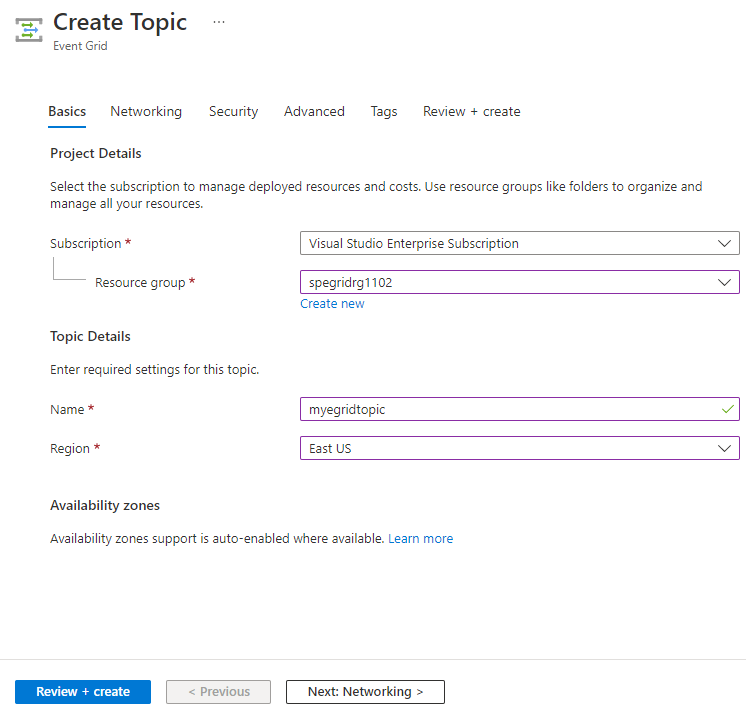 Create Topic ...
Event Grid
Basics Networking Security Advanced Tags Review + create
Project Details
Select the subscription to manage deployed resources and costs. Use resource groups like folders to organize and
manage all your resources.
Subscription * Visual Studio Enterprise Subscription
Resource group * spegridrg1102
Create new
Topic Details
Enter required settings for this topic.
Name * myegridtopic
Region * East US
Availability zones
Availability zones support is auto-enabled where available. Learn more
Review + create < Previous Next: Networking >